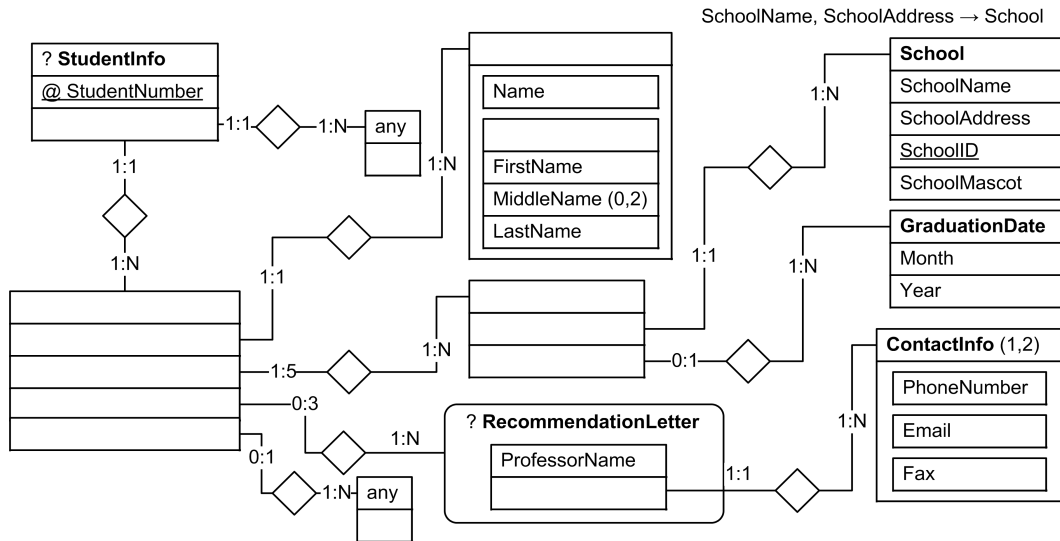 SchoolName, SchoolAddress → School
? StudentInfo
@ StudentNumber
1:1
1:N
any
1:1
1:N
1:N
Name
FirstName
MiddleName (0,2)
LastName
1:1
1:N
School
SchoolName
SchoolAddress
SchoolID
SchoolMascot
1:1
1:N
GraduationDate
Month
Year
1:5
1:N
0:1
0:3
1:N
? RecommendationLetter
ProfessorName
1:1
1:N
ContactInfo (1,2)
PhoneNumber
Email
Fax
0:1
1:N
any